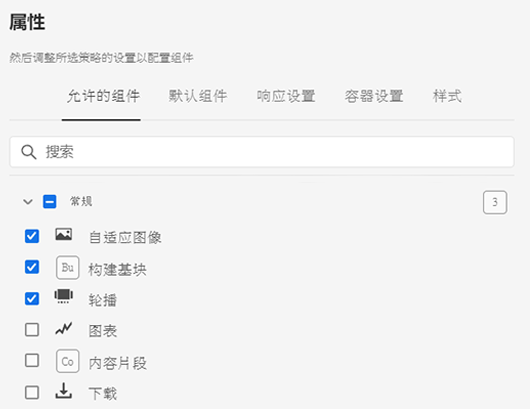 属性
然后调整所选策略的设置以配置组件
允许的组件 默认组件 响应设置 容器设置 样式
搜索
常规 3
自适应图像
Bu 构建基块
轮播
图表
Co 内容片段
下载